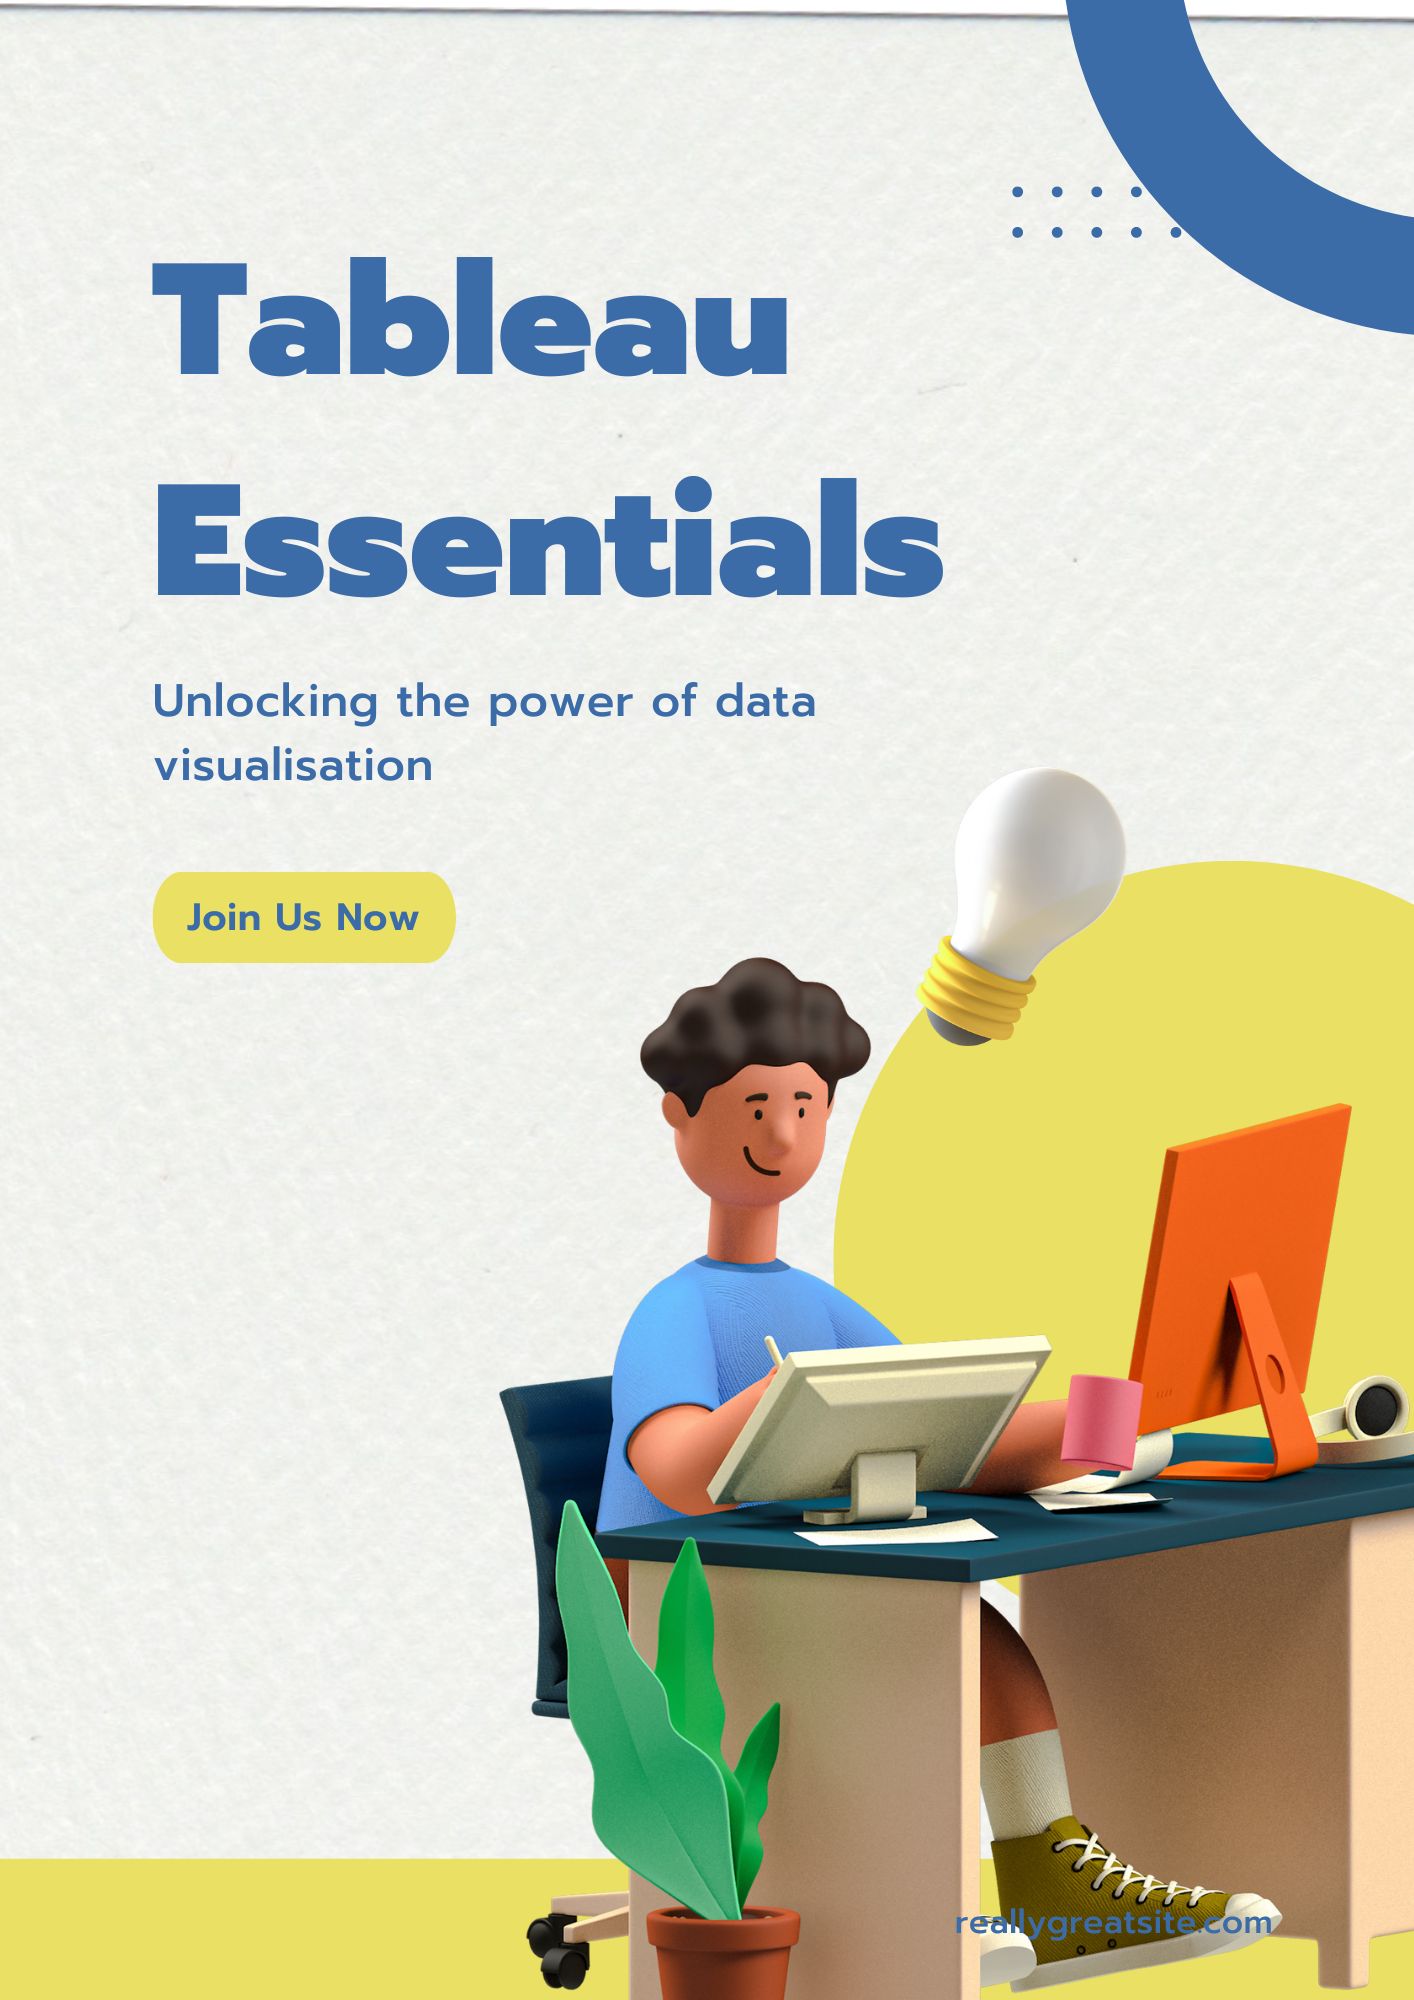 Tableau
Essentials
Unlocking the power of data
visualisation
Join Us Now
reallygreatsite.com